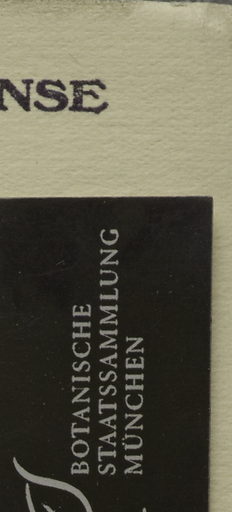 NSE
BOTANISCHE
STAATSSAMMLUNG
MÜNCHEN